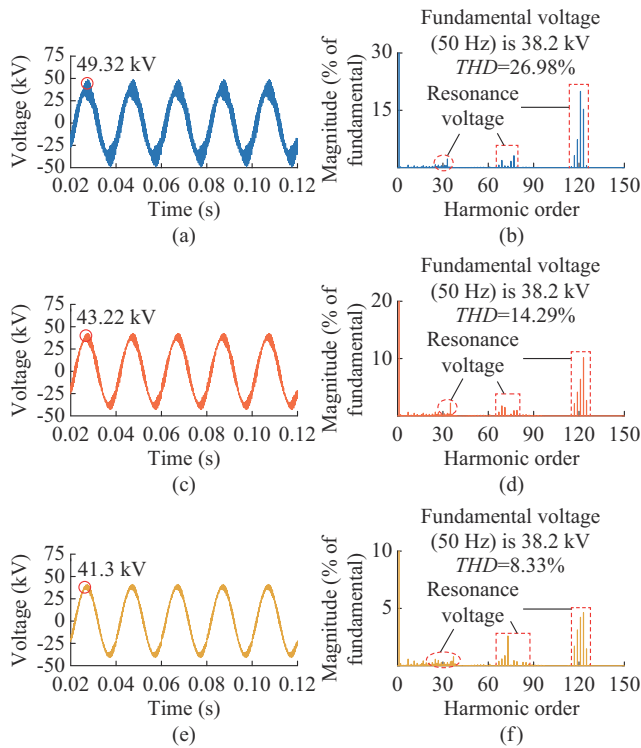 49.32 kV
Voltage (kV)
75
50
25
0
-25
-50
0.02 0.04 0.06 0.08 0.10 0.12
Time (s)
(a)
Fundamental voltage
(50 Hz) is 38.2 kV
THD=26.98%
Resonance
voltage
Magnitude (% of
fundamental)
30
15
0 30 60 90 120 150
Harmonic order
(b)
43.22 kV
Voltage (kV)
75
50
25
0
-25
-50
0.02 0.04 0.06 0.08 0.10 0.12
Time (s)
(c)
Fundamental voltage
(50 Hz) is 38.2 kV
THD=14.29%
Resonance
voltage
Magnitude (% of
fundamental)
20
10
0 30 60 90 120 150
Harmonic order
(d)
41.3 kV
Voltage (kV)
75
50
25
0
-25
-50
0.02 0.04 0.06 0.08 0.10 0.12
Time (s)
(e)
Fundamental voltage
(50 Hz) is 38.2 kV
THD=8.33%
Resonance
voltage
Magnitude (% of
fundamental)
10
5
0 30 60 90 120 150
Harmonic order
(f)